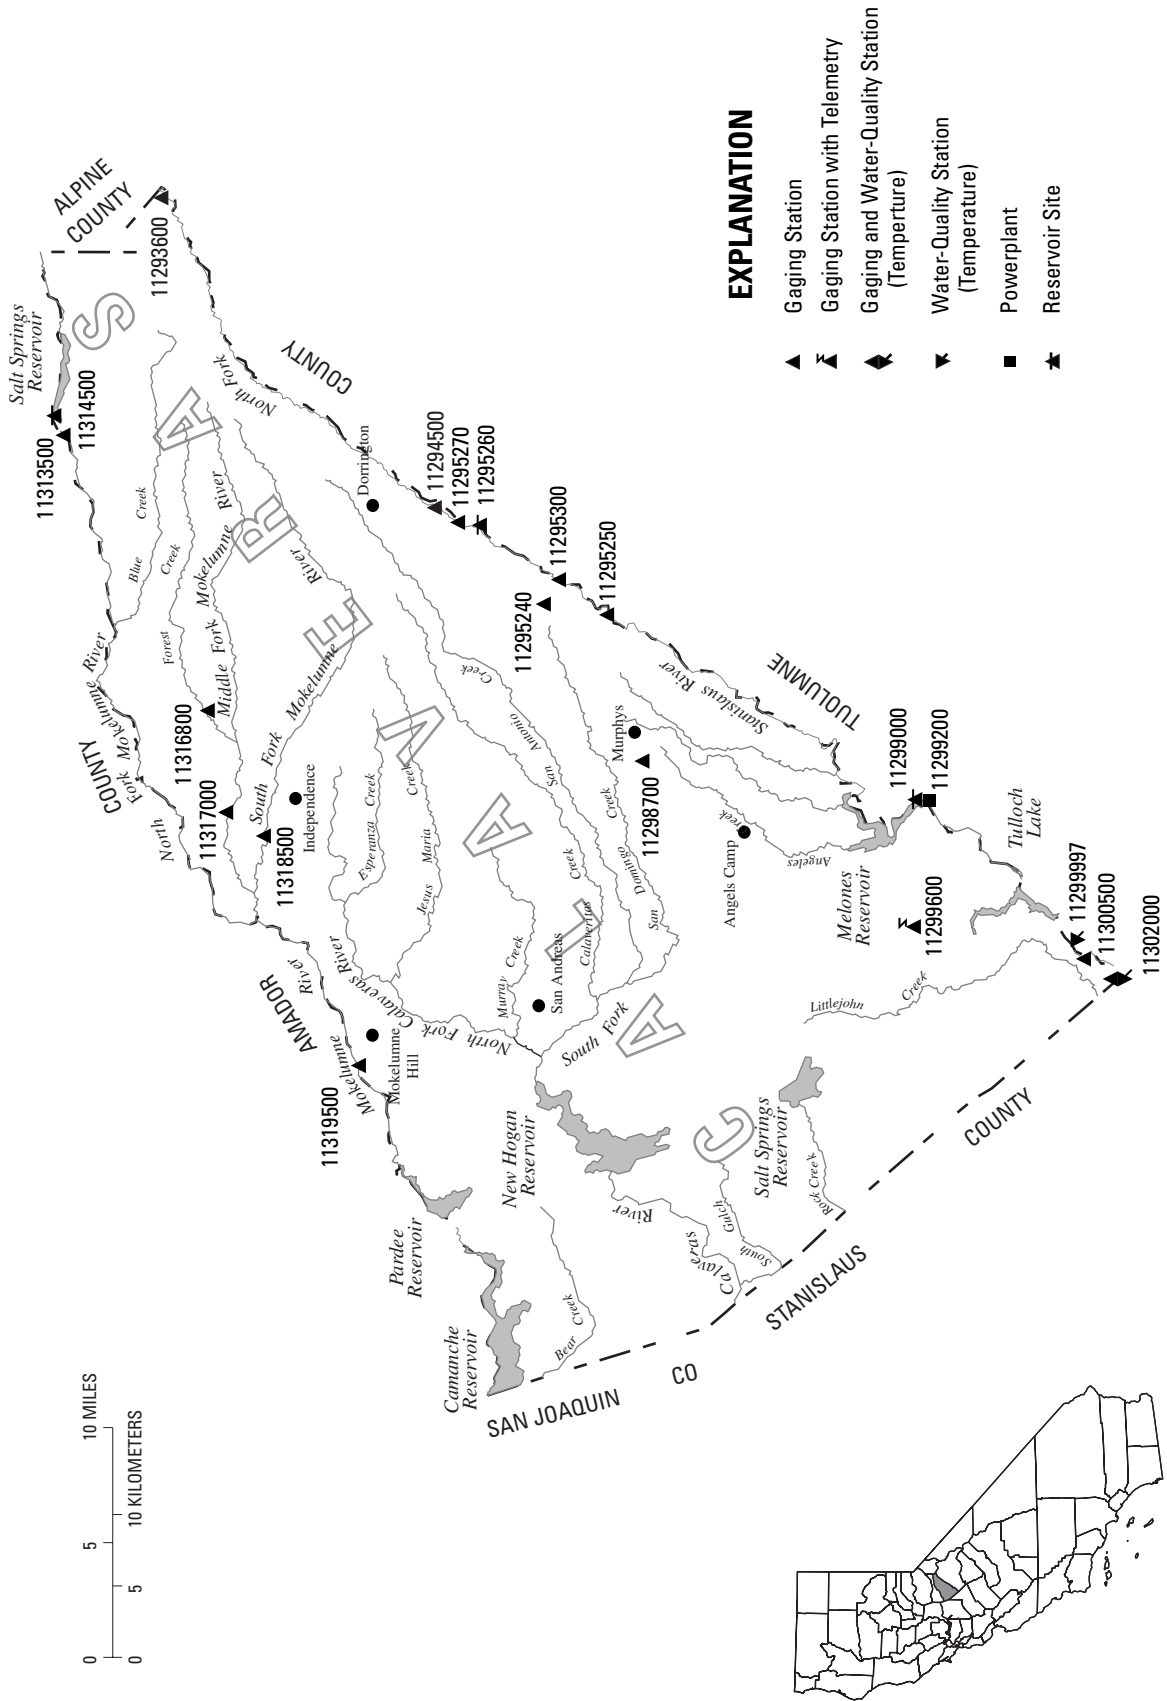 0 5 10 MILES
0 5 10 KILOMETERS
ALPINE
COUNTY
Salt Springs
Reservoir
11313500
11314500
11293600
North Fork
COUNTY
TUOLUMNE
Blue Creek
Forest Creek
Middle Fork Mokelumne River
South Fork Mokelumne River
North Fork Mokelumne River
COUNTY
AMADOR
11316800
11317000
11318500
Independence
Dorrington
11294500
11295270
11295260
11295300
11295250
11295240
Esperanza Creek
Jesus Maria Creek
San Antonio Creek
Calaveritas Creek
San Domingo Creek
Murray Creek
San Andreas
Murphys
11298700
Angels Camp
Angeles Creek
Stanislaus River
CALAVERAS
Calaveras River
North Fork
South Fork
Mokelumne River
Mokelumne
Hill
11319500
Pardee
Reservoir
Camanche
Reservoir
New Hogan
Reservoir
Bear Creek
Calaveras River
South Gulch
Salt Springs
Reservoir
Rock Creek
Littlejohn Creek
Melones
Reservoir
11299000
11299200
11299600
Tulloch
Lake
11299997
11300500
11302000
SAN JOAQUIN CO
STANISLAUS COUNTY
EXPLANATION
Gaging Station
Gaging Station with Telemetry
Gaging and Water-Quality Station
(Temperture)
Water-Quality Station
(Temperature)
Powerplant
Reservoir Site